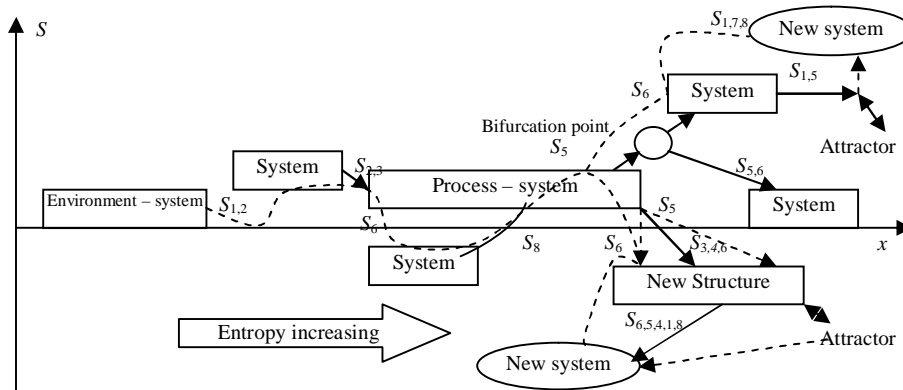 S
S1,7,8
New system
S1,5
S6
System
Bifurcation point
S5
Attractor
System
S2,3
Process – system
S5,6
Environment – system
S1,2
S6
S5
System
System
S8
S6
S3,4,6
x
New Structure
Entropy increasing
S6,5,4,1,8
Attractor
New system